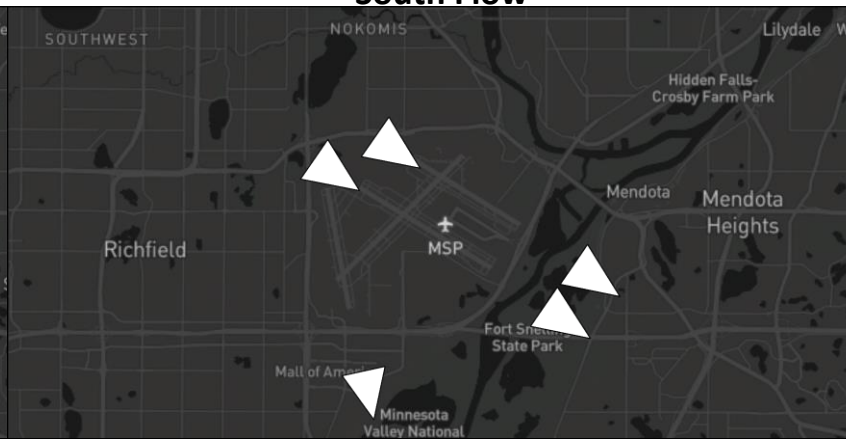 South Flow
SOUTHWEST
NOKOMIS
Lilydale
Hidden Falls-
Crosby Farm Park
Mendota
Mendota
Heights
Richfield
MSP
Fort Snelling
State Park
Mall of America
Minnesota
Valley National